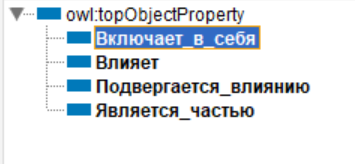 owl:topObjectProperty
Включает_в_себя
Влияет
Подвергается_влиянию
Является_частью